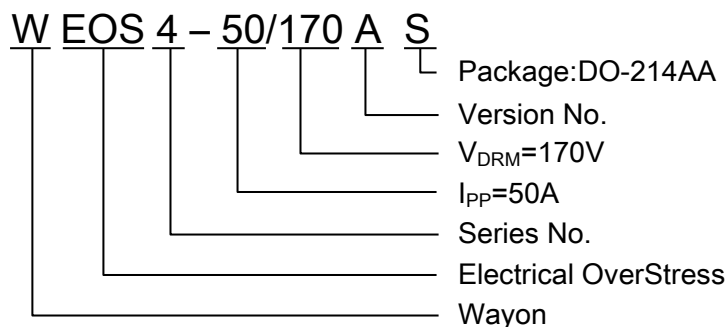 W EOS 4 – 50/170 A S
Package:DO-214AA
Version No.
VDRM=170V
IPP=50A
Series No.
Electrical OverStress
Wayon